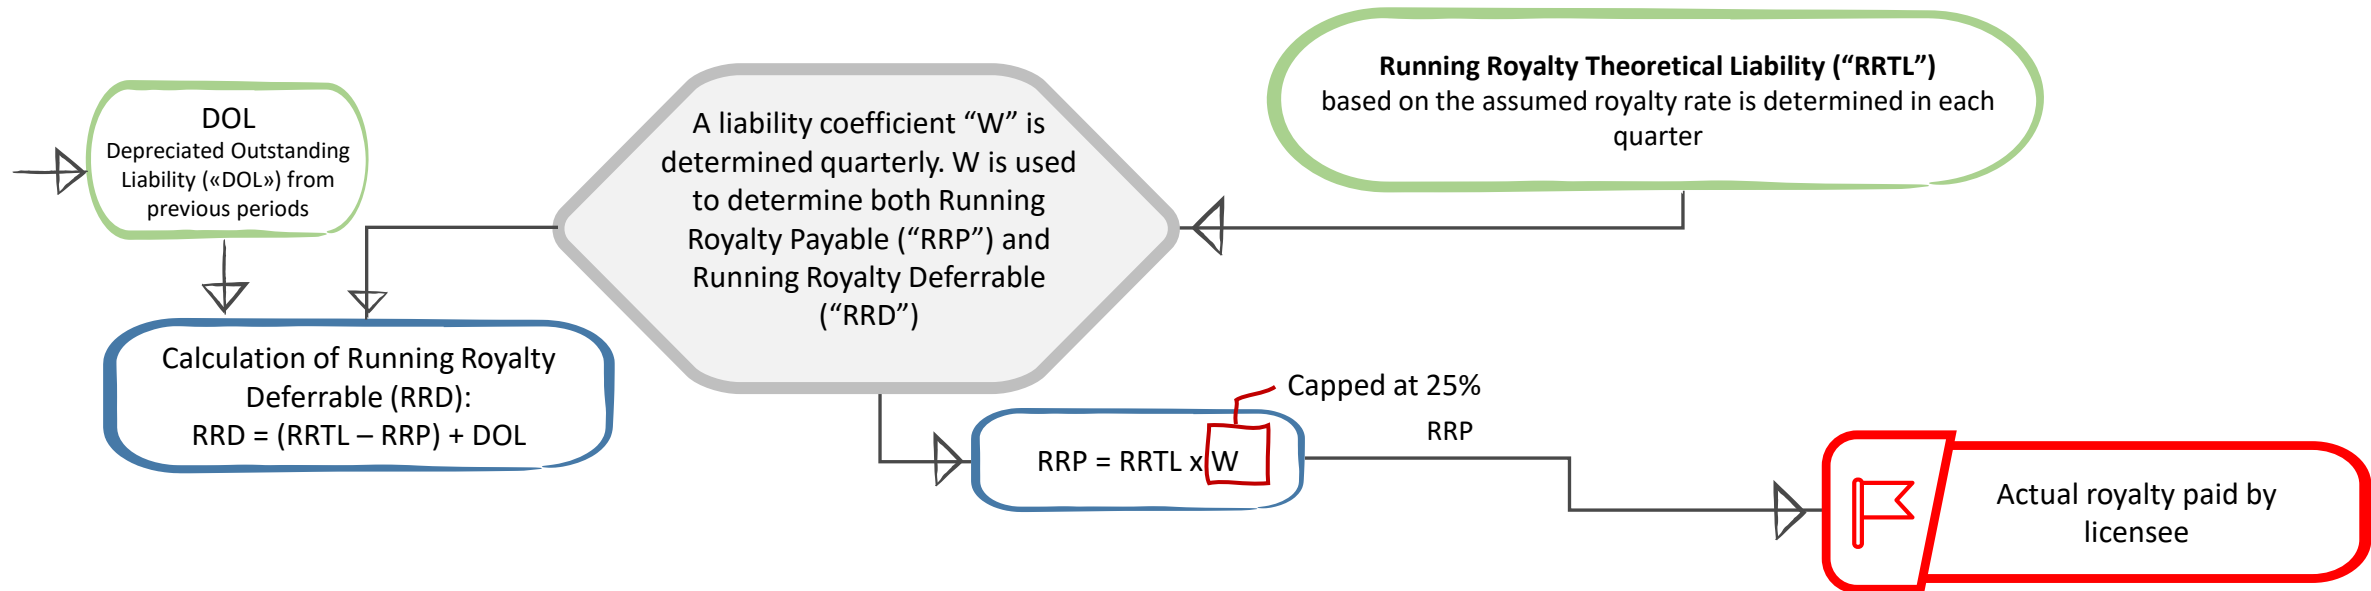 DOL
Depreciated Outstanding
Liability («DOL») from
previous periods
A liability coefficient “W” is
determined quarterly. W is used
to determine both Running
Royalty Payable (“RRP”) and
Running Royalty Deferrable
(“RRD”)
Running Royalty Theoretical Liability (“RRTL”)
based on the assumed royalty rate is determined in each
quarter
Calculation of Running Royalty
Deferrable (RRD):
RRD = (RRTL – RRP) + DOL
Capped at 25%
RRP = RRTL x W
RRP
Actual royalty paid by
licensee